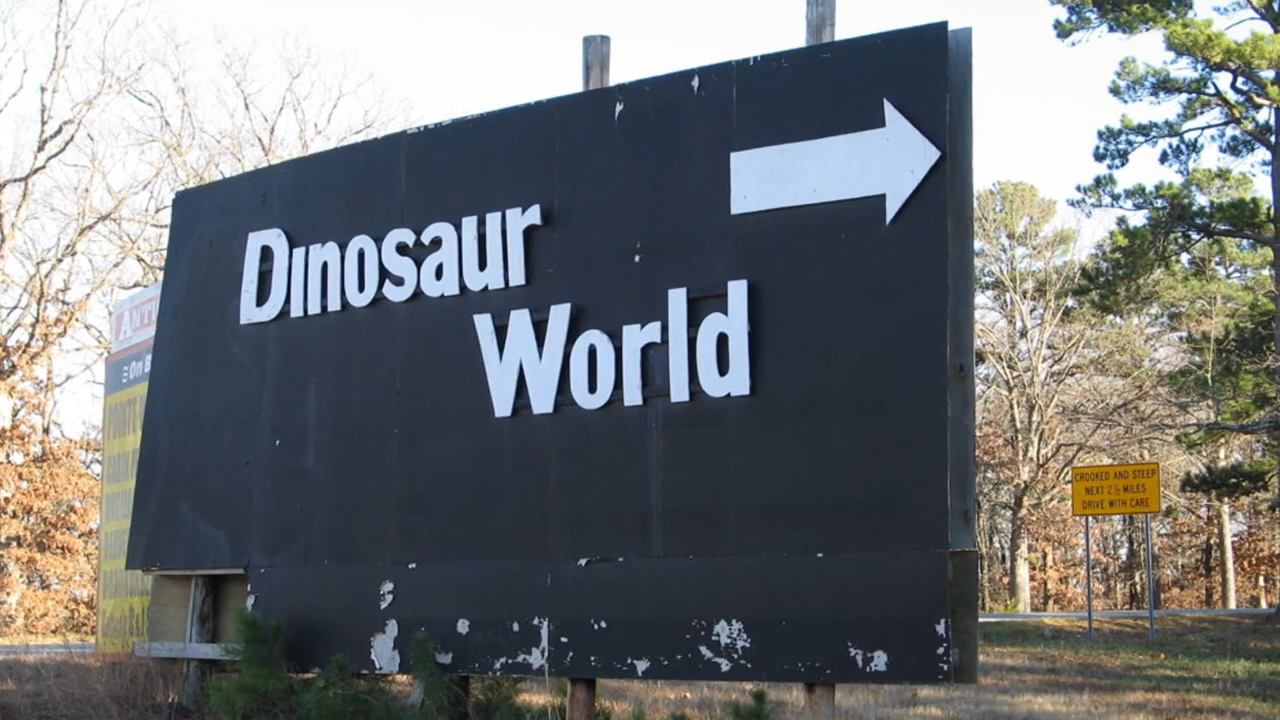 Dinosaur
World
CROOKED AND STEEP
NEXT 2½ MILES
DRIVE WITH CARE